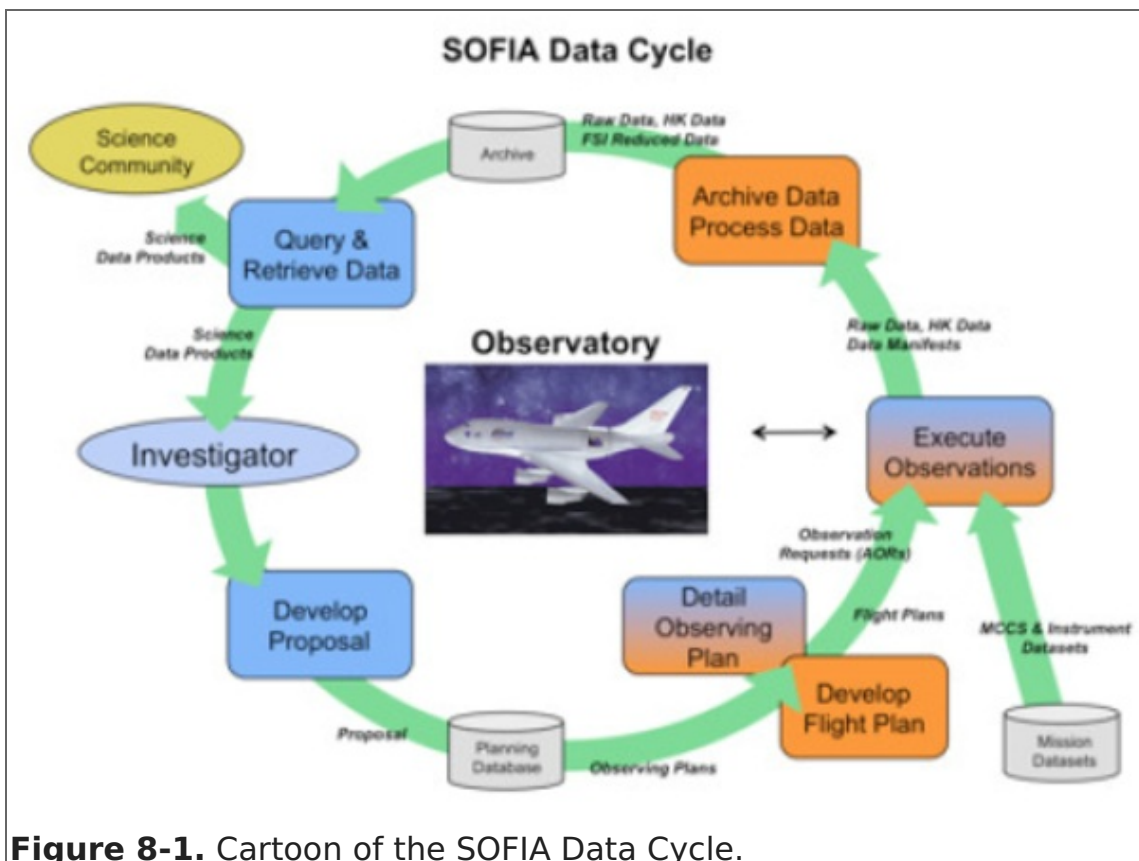 SOFIA Data Cycle
Science
Community
Archive
Raw Data, HK Data
FSI Reduced Data
Archive Data
Process Data
Query &
Retrieve Data
Science
Data Products
Science
Data Products
Raw Data, HK Data
Data Manifests
Observatory
Investigator
Execute
Observations
Observation
Requests (AORs)
Develop
Proposal
Detail
Observing
Plan
Flight Plans
MCCS & Instrument
Datasets
Develop
Flight Plan
Proposal
Planning
Database
Observing Plans
Mission
Datasets
Figure 8-1. Cartoon of the SOFIA Data Cycle.